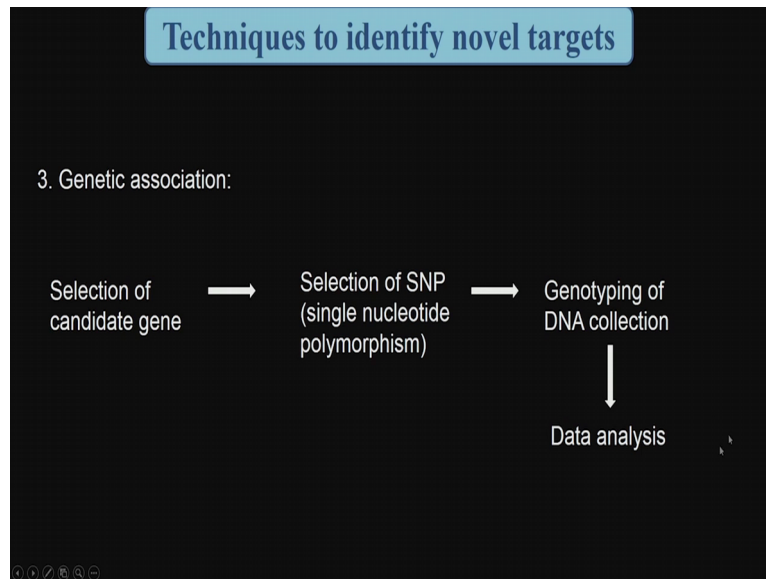 Techniques to identify novel targets
3. Genetic association:
Selection of
candidate gene
Selection of SNP
(single nucleotide
polymorphism)
Genotyping of
DNA collection
Data analysis